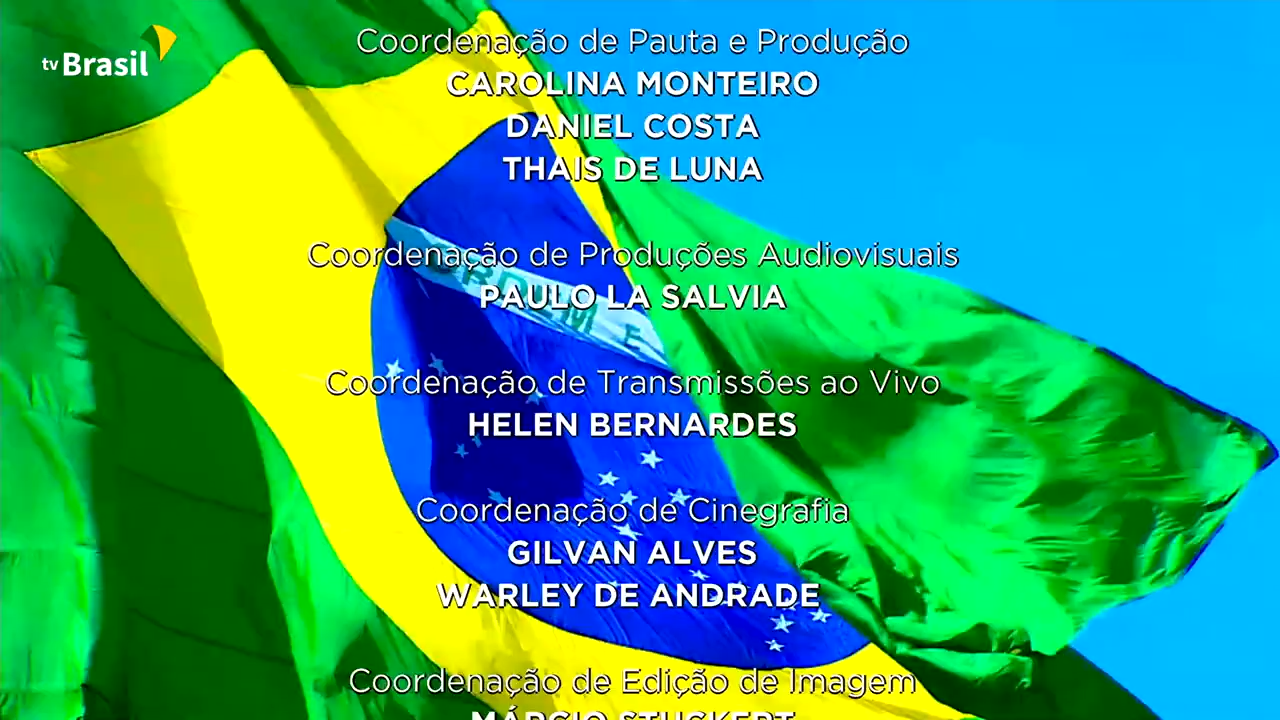 tv Brasil
Coordenação de Pauta e Produção
CAROLINA MONTEIRO
DANIEL COSTA
THAIS DE LUNA
Coordenação de Produções Audiovisuais
PAULO LA SALVIA
Coordenação de Transmissões ao Vivo
HELEN BERNARDES
Coordenação de Cinegrafia
GILVAN ALVES
WARLEY DE ANDRADE
Coordenação de Edição de Imagem
MÁRCIO STUCKERT